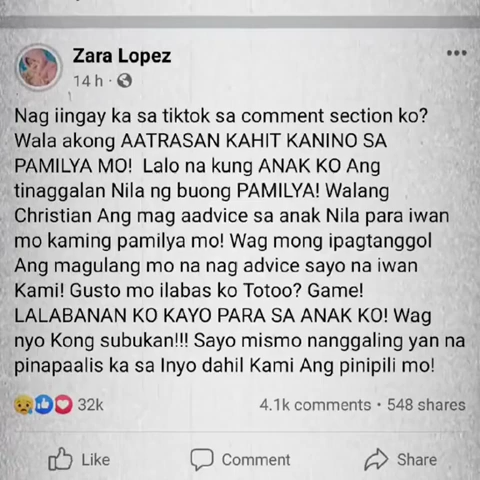 Zara Lopez
14 h ·
Nag iingay ka sa tiktok sa comment section ko?
Wala akong AATRASAN KAHIT KANINO SA
PAMILYA MO! Lalo na kung ANAK KO Ang
tinaggalan Nila ng buong PAMILYA! Walang
Christian Ang mag aadvice sa anak Nila para iwan
mo kaming pamilya mo! Wag mong ipagtanggol
Ang magulang mo na nag advice sayo na iwan
Kami! Gusto mo ilabas ko Totoo? Game!
LALABANAN KO KAYO PARA SA ANAK KO! Wag
nyo Kong subukan!!! Sayo mismo nanggaling yan na
pinapaalis ka sa Inyo dahil Kami Ang pinipili mo!
32k 4.1k comments · 548 shares
Like Comment Share